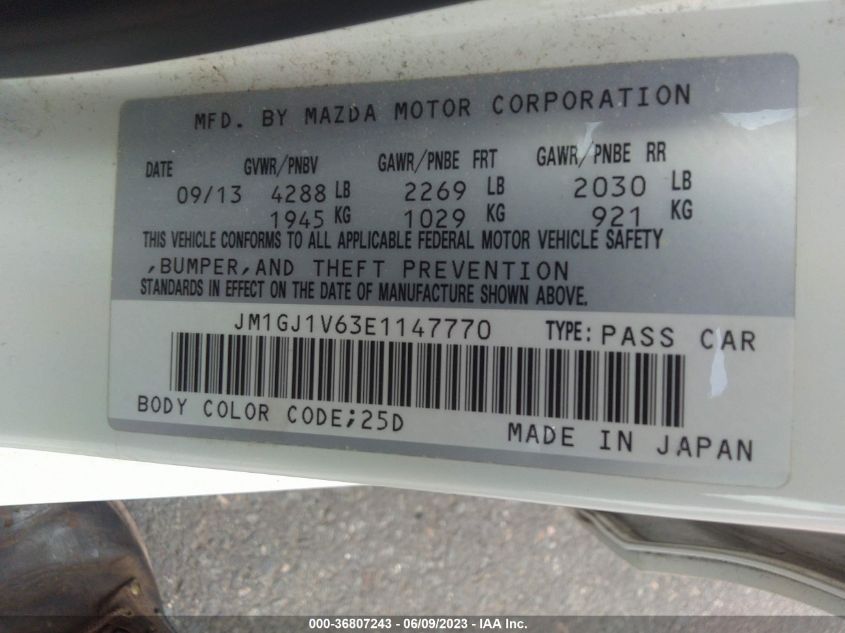 MFD. BY MAZDA MOTOR CORPORATION
DATE GVWR/PNBV GAWR/PNBE FRT GAWR/PNBE RR
09/13 4288 LB 2269 LB 2030 LB
1945 KG 1029 KG 921 KG
THIS VEHICLE CONFORMS TO ALL APPLICABLE FEDERAL MOTOR VEHICLE SAFETY
,BUMPER,AND THEFT PREVENTION
STANDARDS IN EFFECT ON THE DATE OF MANUFACTURE SHOWN ABOVE.
JM1GJ1V63E1147770 TYPE: PASS CAR
BODY COLOR CODE;25D
MADE IN JAPAN
000-36807243 - 06/09/2023 - IAA Inc.